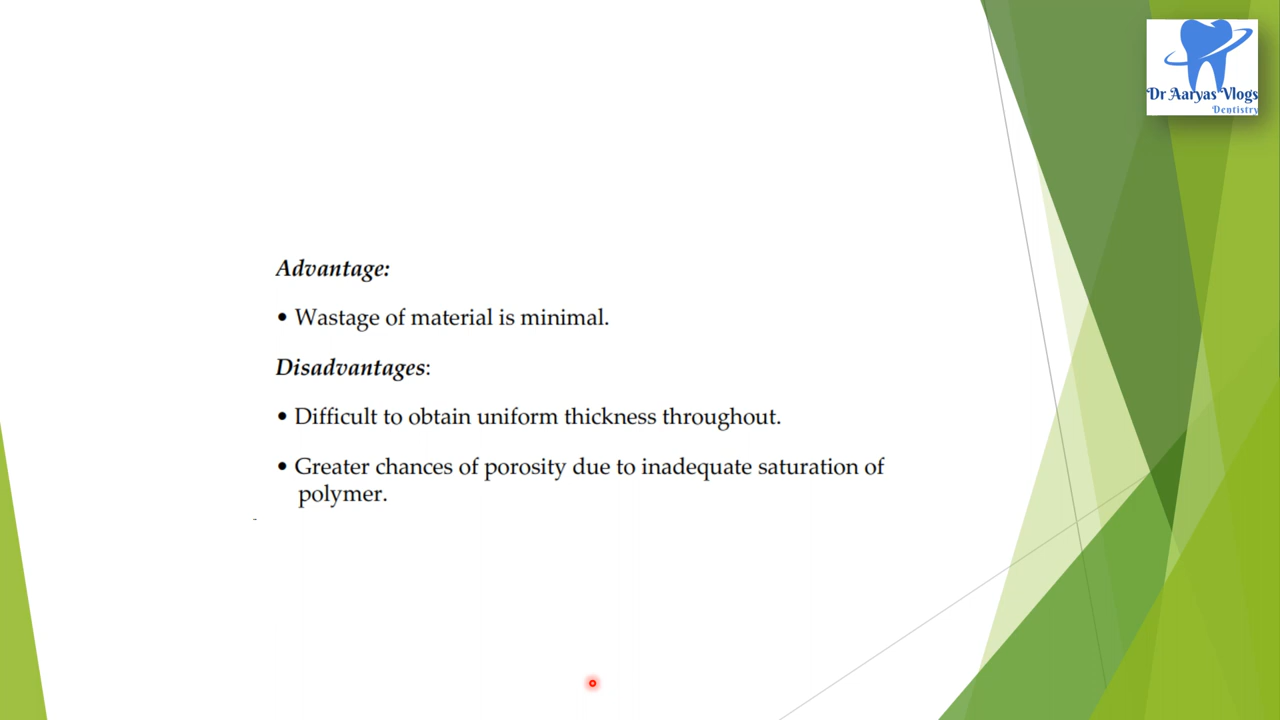 Dr Aaryas Vlogs
Dentistry
Advantage:
• Wastage of material is minimal.
Disadvantages:
• Difficult to obtain uniform thickness throughout.
• Greater chances of porosity due to inadequate saturation of
polymer.